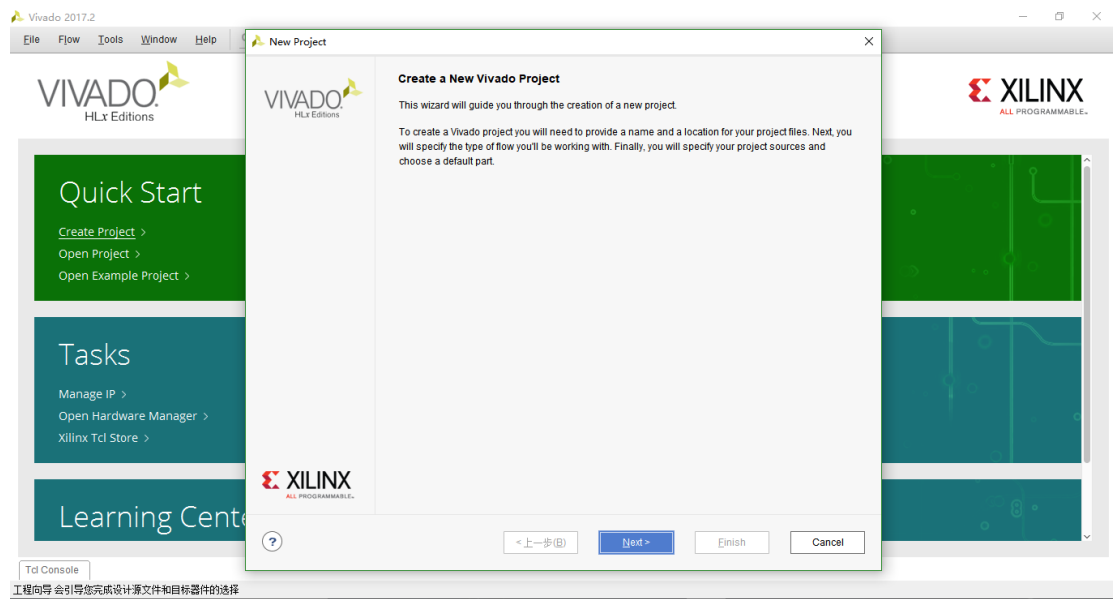 Vivado 2017.2
File Flow Tools Window Help
New Project
VIVADO.
HLx Editions
XILINX
ALL PROGRAMMABLE.
VIVADO.
HLx Editions
Create a New Vivado Project
This wizard will guide you through the creation of a new project.
To create a Vivado project you will need to provide a name and a location for your project files. Next, you
will specify the type of flow you'll be working with. Finally, you will specify your project sources and
choose a default part.
Quick Start
Create Project >
Open Project >
Open Example Project >
Tasks
Manage IP >
Open Hardware Manager >
Xilinx Tcl Store >
XILINX
ALL PROGRAMMABLE.
Learning Cente
?
<上一步(B)
Next >
Finish
Cancel
Tcl Console
工程向导 会引导您完成设计源文件和目标器件的选择